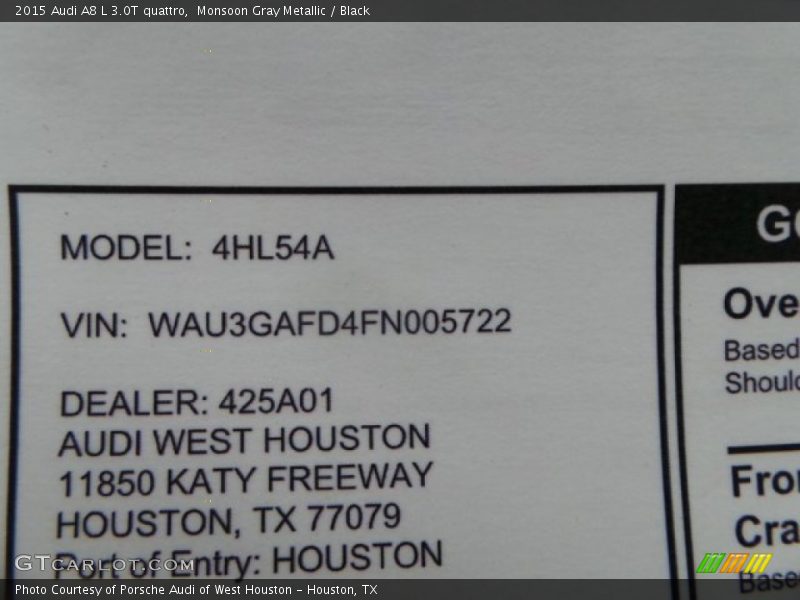 2015 Audi A8 L 3.0T quattro, Monsoon Gray Metallic / Black
MODEL: 4HL54A
VIN: WAU3GAFD4FN005722
DEALER: 425A01
AUDI WEST HOUSTON
11850 KATY FREEWAY
HOUSTON, TX 77079
Port of Entry: HOUSTON
Based
GTCARLOT.COM
Photo Courtesy of Porsche Audi of West Houston - Houston, TX